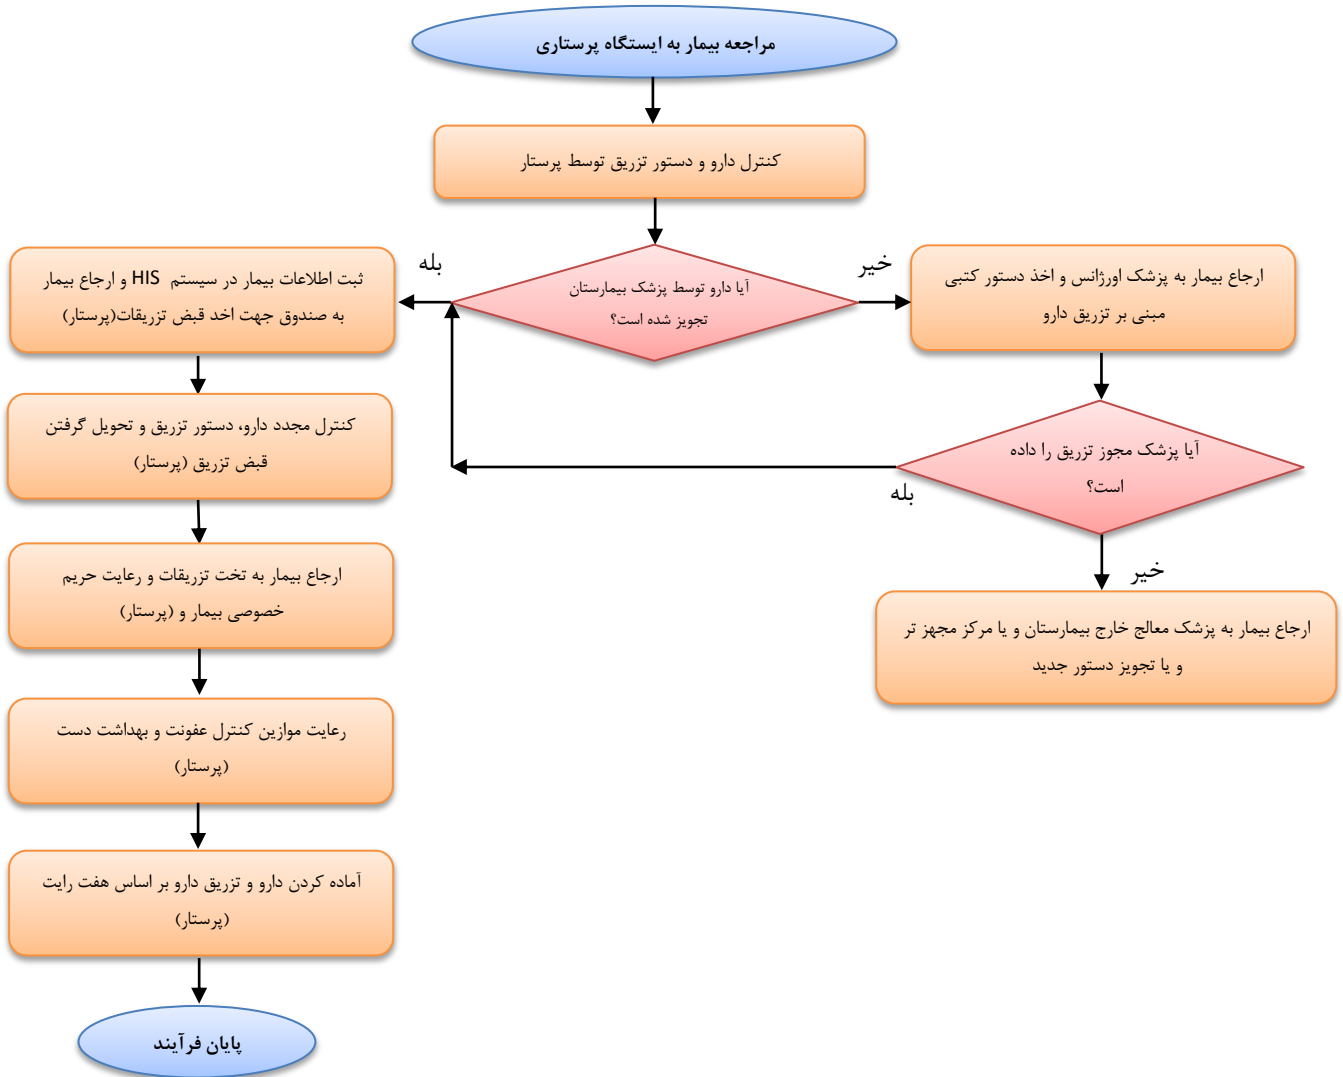 مراجعه بیمار به ایستگاه پرستاری
کنترل دارو و دستور تزریق توسط پرستار
آیا دارو توسط پزشک بیمارستان
تجویز شده است؟
خیر
ارجاع بیمار به پزشک اورژانس و اخذ دستور کتبی
مبنی بر تزریق دارو
آیا پزشک مجوز تزریق را داده
است؟
بله
خیر
ارجاع بیمار به پزشک معالج خارج بیمارستان و یا مرکز مجهز تر
و یا تجویز دستور جدید
بله
ثبت اطلاعات بیمار در سیستم HIS و ارجاع بیمار
به صندوق جهت اخد قبض تزریقات(پرستار)
کنترل مجدد دارو، دستور تزریق و تحویل گرفتن
قبض تزریق (پرستار)
ارجاع بیمار به تخت تزریقات و رعایت حریم
خصوصی بیمار و (پرستار)
رعایت موازین کنترل عفونت و بهداشت دست
(پرستار)
آماده کردن دارو و تزریق دارو بر اساس هفت رایت
(پرستار)
پایان فرآیند